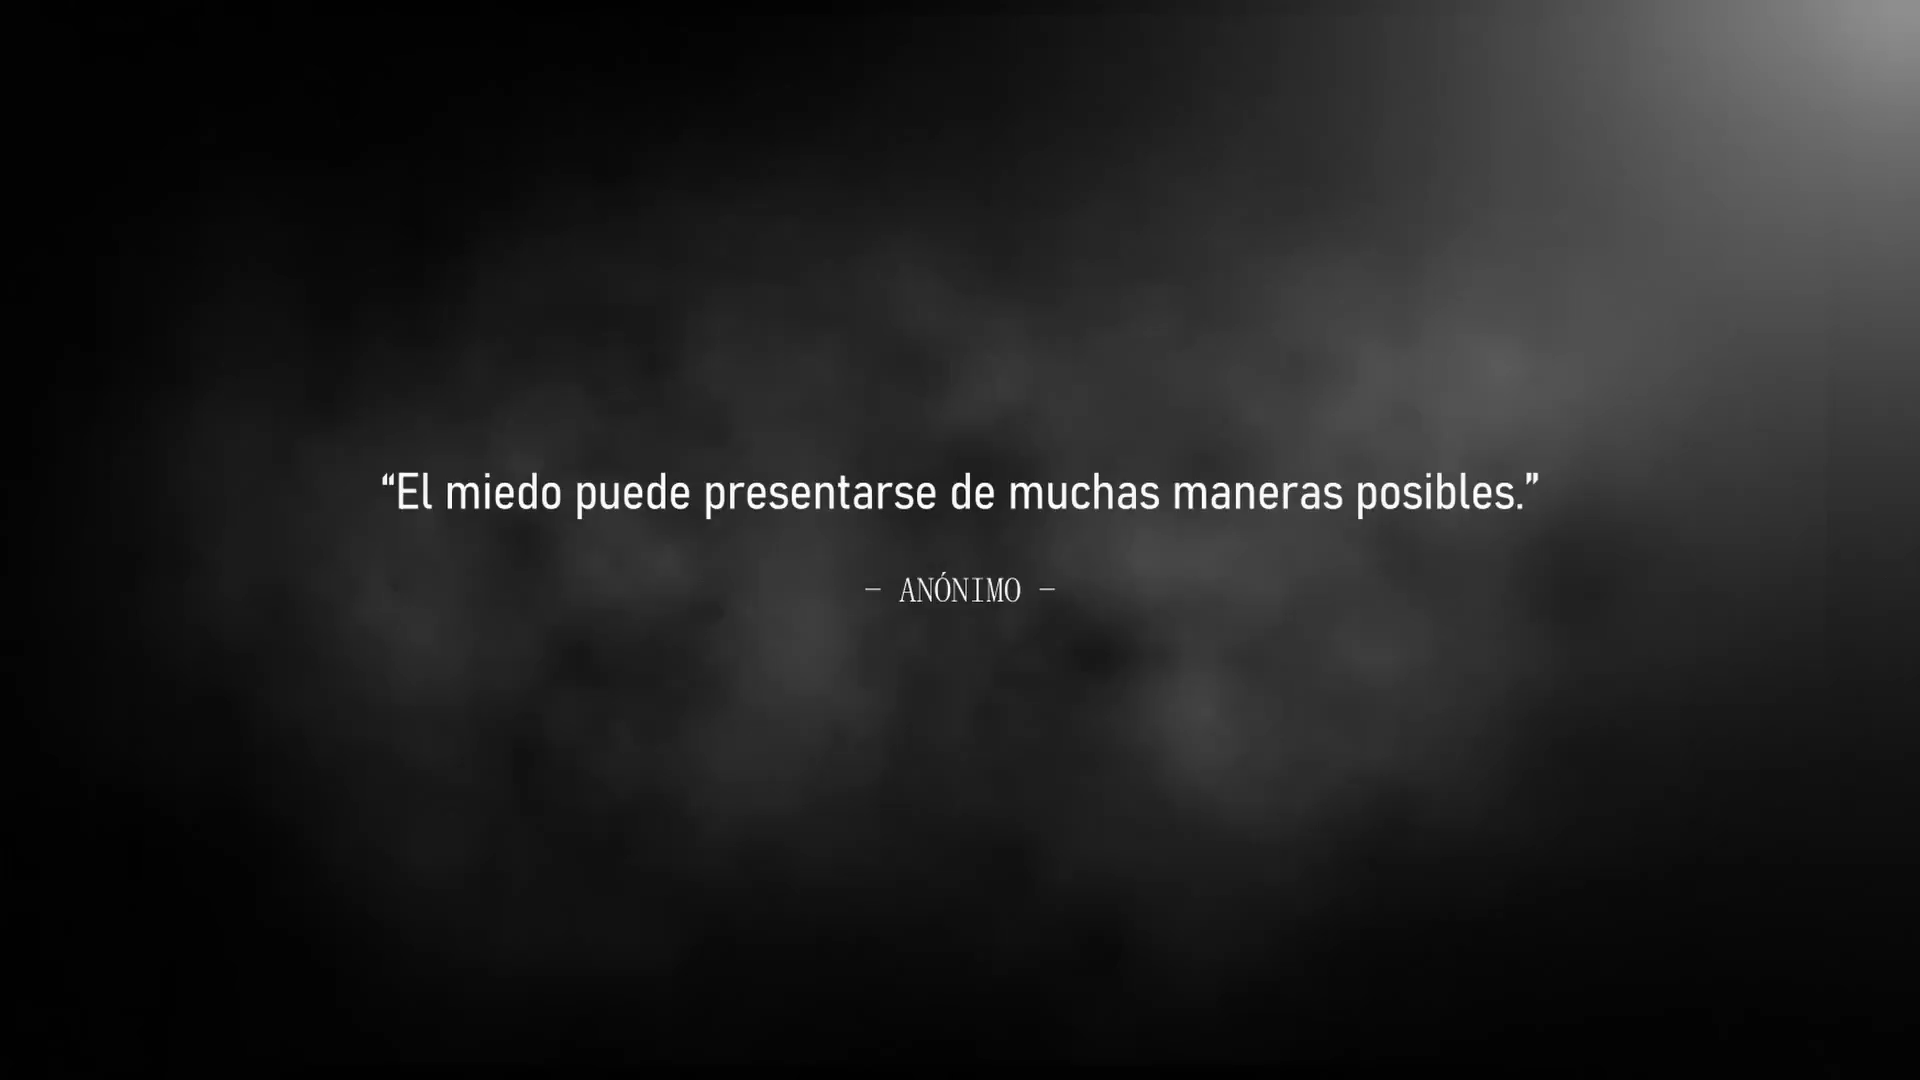 “El miedo puede presentarse de muchas maneras posibles.”
– ANÓNIMO –